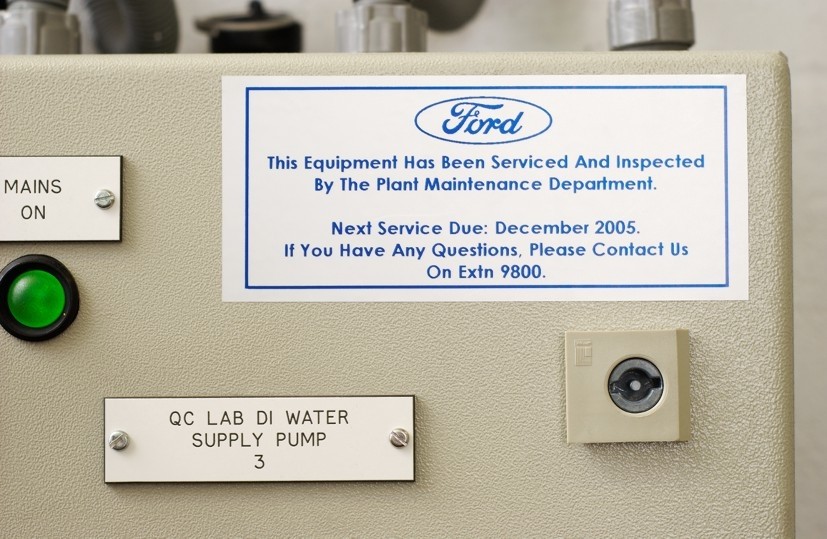 Ford
This Equipment Has Been Serviced And Inspected
By The Plant Maintenance Department.
Next Service Due: December 2005.
If You Have Any Questions, Please Contact Us
On Extn 9800.
MAINS
ON
QC LAB DI WATER
SUPPLY PUMP
3